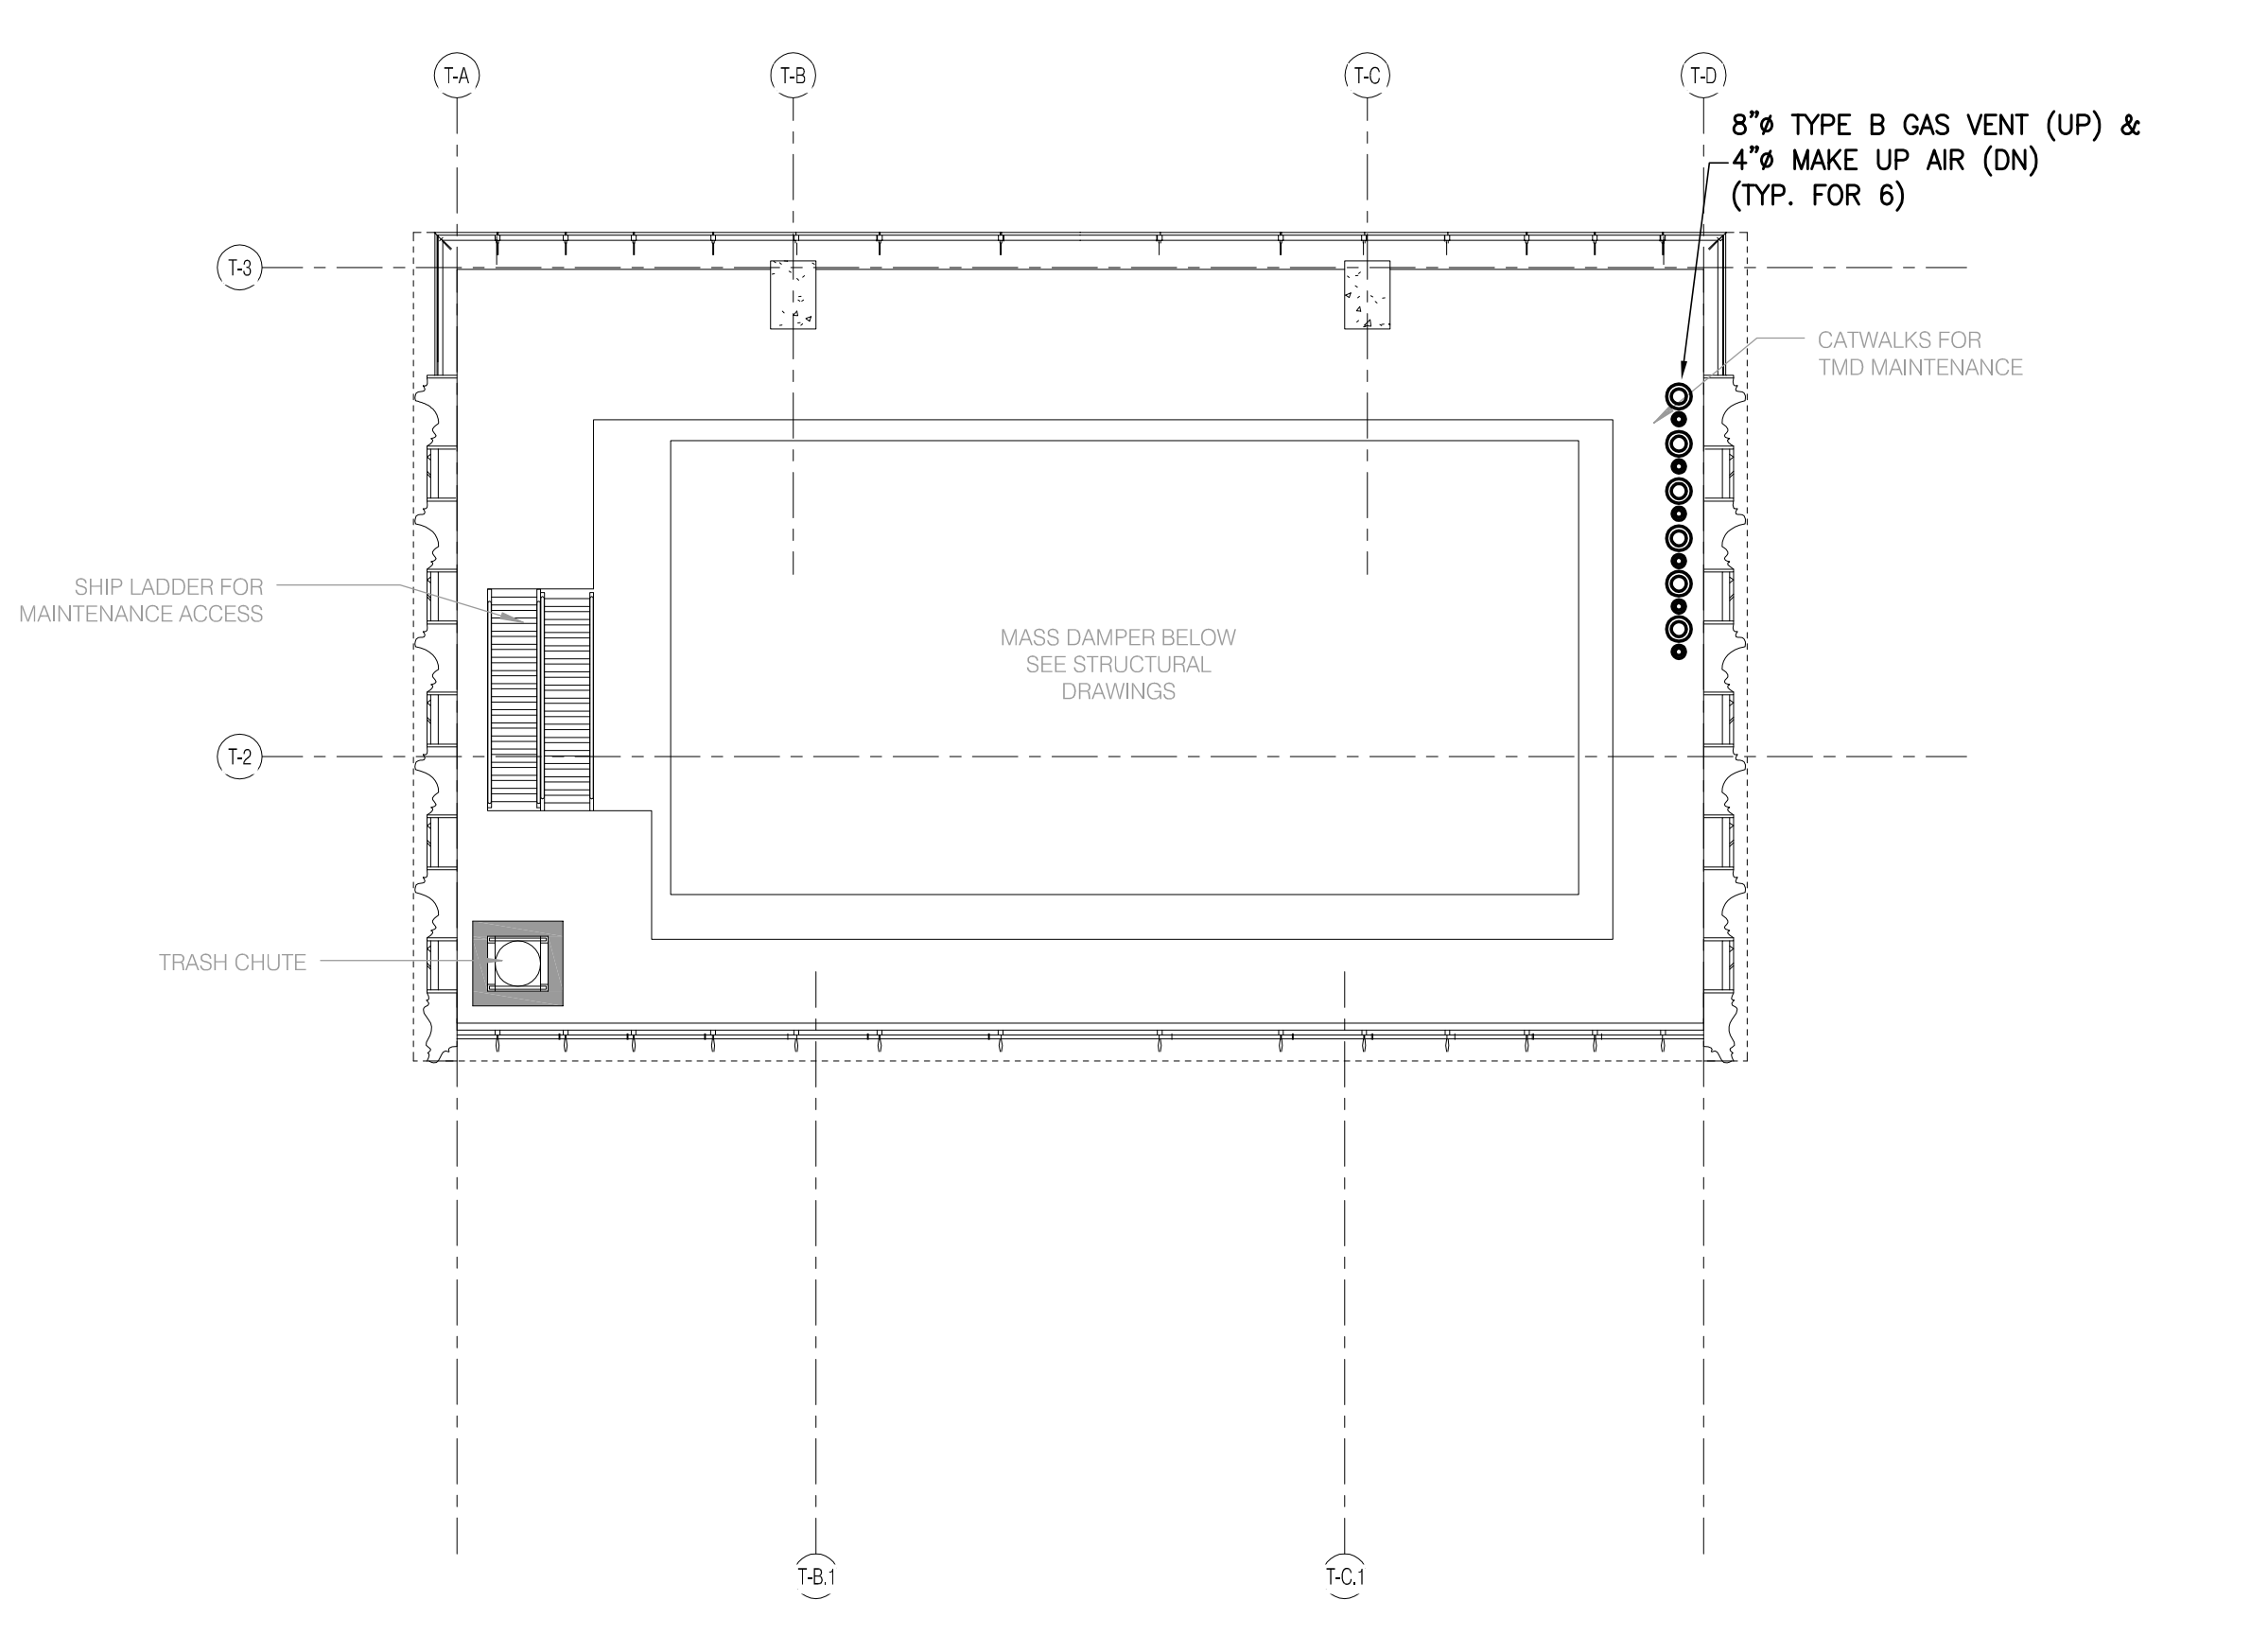 T-A
T-B
T-C
T-D
8"ø TYPE B GAS VENT (UP) &
4"ø MAKE UP AIR (DN)
(TYP. FOR 6)
T-3
CATWALKS FOR
TMD MAINTENANCE
SHIP LADDER FOR
MAINTENANCE ACCESS
MASS DAMPER BELOW
SEE STRUCTURAL
DRAWINGS
T-2
TRASH CHUTE
T-B.1
T-C.1